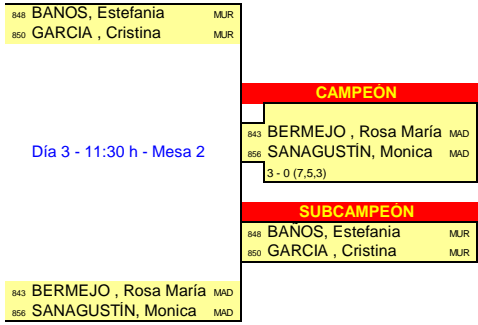 848 BAÑOS, Estefania MUR
850 GARCIA , Cristina MUR
CAMPEÓN
843 BERMEJO , Rosa María MAD
856 SANAGUSTÍN, Monica MAD
3 - 0 (7,5,3)
Día 3 - 11:30 h - Mesa 2
SUBCAMPEÓN
848 BAÑOS, Estefania MUR
850 GARCIA , Cristina MUR
843 BERMEJO , Rosa María MAD
856 SANAGUSTÍN, Monica MAD